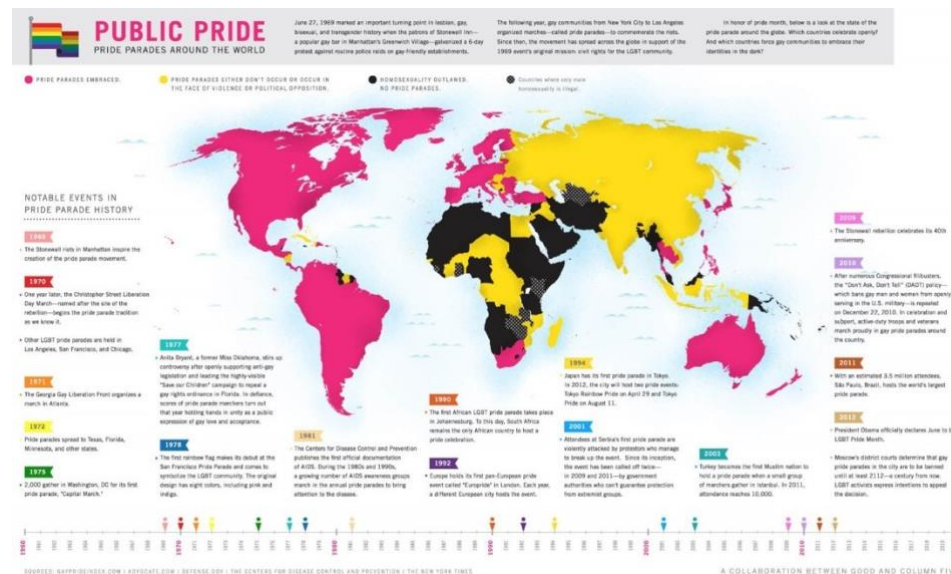 PUBLIC PRIDE
PRIDE PARADES AROUND THE WORLD
June 27, 1969 marked an important turning point in lesbian, gay,
bisexual, and transgender history when the patrons of Stonewall Inn—
a popular gay bar in Manhattan's Greenwich Village—galvanized a 6-day
protest against routine policy raids on gay-friendly establishments.
The following year, gay communities from New York City to Los Angeles
organized marches—called pride parades—to commemorate the riots.
Since then, the movement has spread across the globe in support of the
1969 event's original mission: civil rights for the LGBT community.
In honor of pride month, below is a look at the state of the
pride parade around the globe. Which countries celebrate openly?
And which countries force gay communities to embrace their
identities in the dark?
PRIDE PARADES EMBRACED.
PRIDE PARADES EITHER DON'T OCCUR OR OCCUR IN
THE FACE OF VIOLENCE OR POLITICAL OPPOSITION.
HOMOSEXUALITY OUTLAWED.
NO PRIDE PARADES.
Countries where only male
homosexuality is illegal.
NOTABLE EVENTS IN
PRIDE PARADE HISTORY
The Stonewall riots in Manhattan inspire the
creation of the pride parade movement.
1970
One year later, the Christopher Street Liberation
Day March—named after the site of the
rebellion—begins the pride parade tradition
as we know it.
Other LGBT pride parades are held in
Los Angeles, San Francisco, and Chicago.
1971
The Georgia Gay Liberation Front organizes a
march in Atlanta.
1972
Pride parades spread to Texas, Florida,
Minnesota, and other states.
1975
2,000 gather in Washington, DC for its first
pride parade, "Capital March."
1977
Anita Bryant, a former Miss Oklahoma, stirs up
controversy after openly supporting anti-gay
legislation and leading the highly-visible
"Save our Children" campaign to repeal a
gay rights ordinance in Florida. In defiance,
scores of pride parade members turn out
that year holding hands in unity as a public
expression of gay love and acceptance.
1978
The first rainbow flag makes its debut at the
San Francisco Pride Parade and comes to
symbolize the LGBT community. The original
design has eight colors, including pink and
indigo.
1981
The Centers for Disease Control and Prevention
publishes the first official documentation
of AIDS. During the 1980s and 1990s,
a growing number of AIDS awareness groups
march in the annual pride parades to bring
attention to the disease.
1990
The first African LGBT pride parade takes place
in Johannesburg. To this day, South Africa
remains the only African country to host a
pride celebration.
1992
Europe holds its first pan-European pride
event called "Europride" in London. Each year,
a different European city hosts the event.
1994
Japan has its first pride parade in Tokyo.
In 2012, the city will host two pride events:
Tokyo Rainbow Pride on April 29 and Tokyo
Pride on August 11.
2001
Attendees at Serbia's first pride parade are
violently attacked by protestors who manage
to break up the event. Since its inception,
the event has been called off twice—
in 2009 and 2011—by government
authorities who can't guarantee protection
from extremist groups.
2003
Turkey becomes the first Muslim nation to
hold a pride parade when a small group
of marchers gather in Istanbul. In 2011,
attendance reaches 10,000.
2009
The Stonewall rebellion celebrates its 40th
anniversary.
2010
After numerous Congressional filibusters,
the "Don't Ask, Don't Tell" (DADT) policy—
which bans gay men and women from openly
serving in the U.S. military—is repealed
on December 22, 2010. In celebration and
support, active-duty troops and veterans
march proudly in gay pride parades around
the country.
2011
With an estimated 3.5 million attendees,
São Paulo, Brazil, hosts the world's largest
pride parade.
2012
President Obama officially declares June to b
LGBT Pride Month.
Moscow's district courts determine that gay
pride parades in the city are to be banned
until at least 2112—a century from now.
LGBT activists express intentions to appeal
the decision.
1950
1970
1980
1990
2000
2010
SOURCES: GAYPRIDEINDEX.COM | ADVOCATE.COM | DEFENSE.GOV | THE CENTERS FOR DISEASE CONTROL AND PREVENTION | THE NEW YORK TIMES
A COLLABORATION BETWEEN GOOD AND COLUMN FI